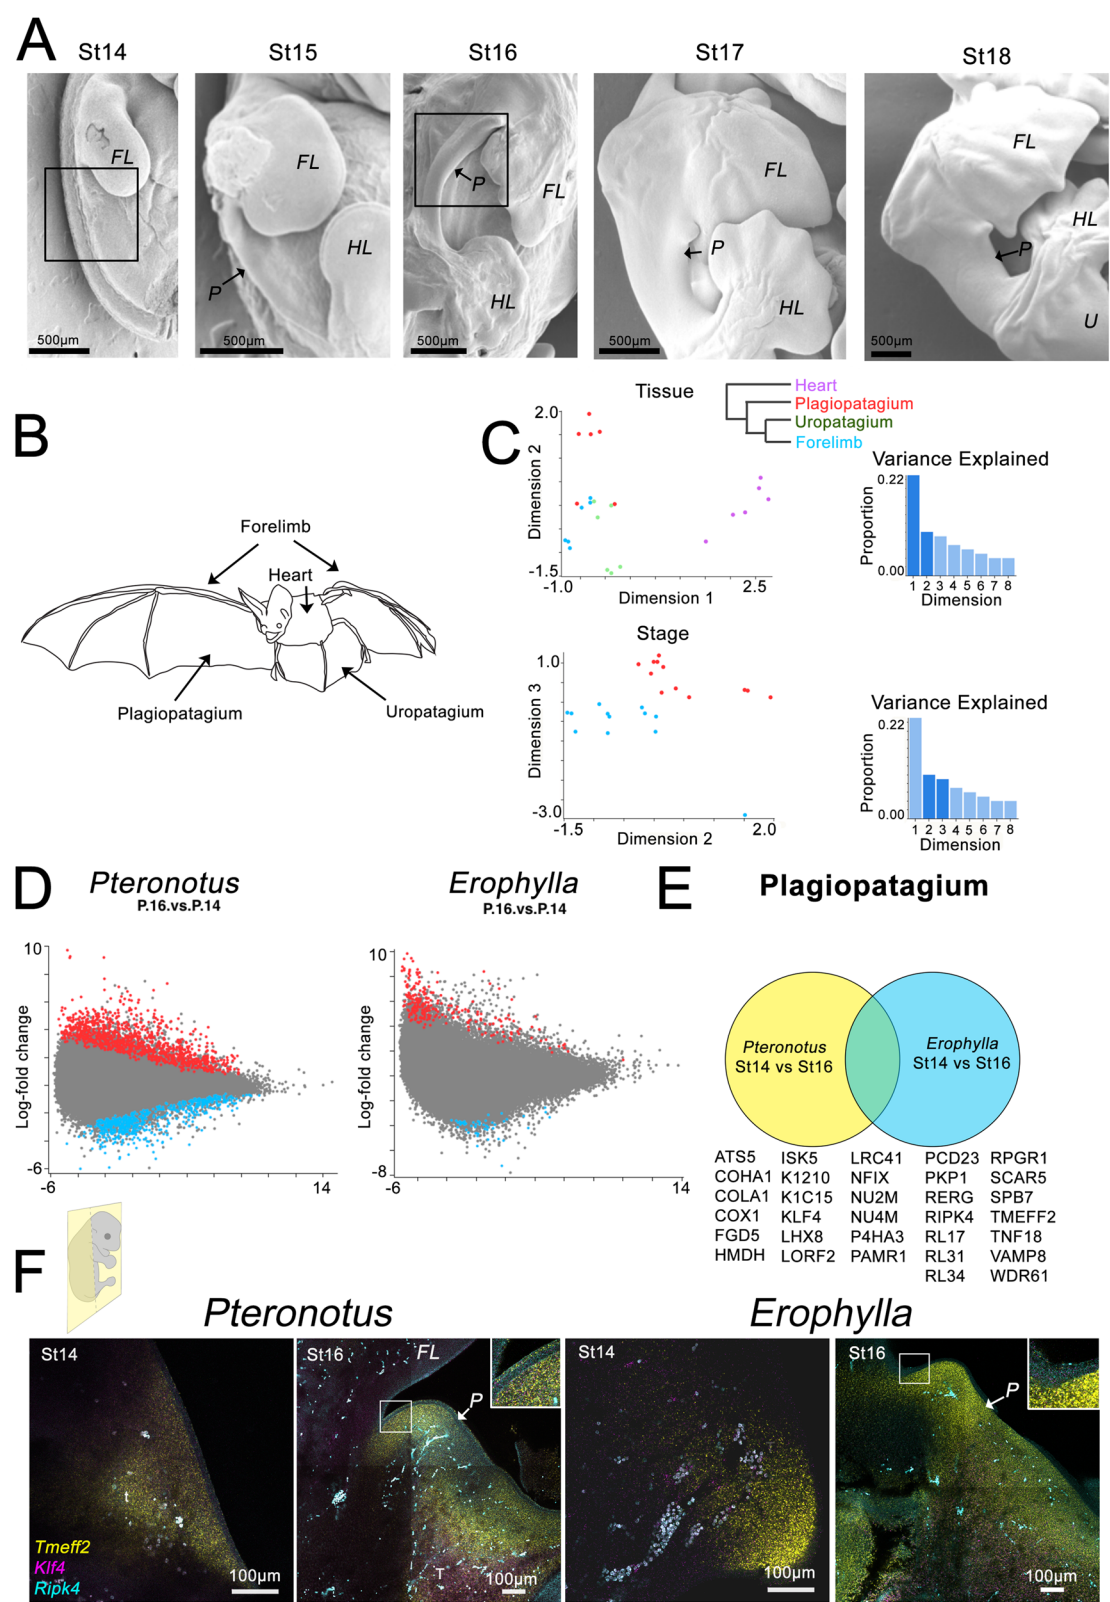 A
St14
St15
St16
St17
St18
FL
FL
HL
P
P
FL
HL
FL
P
HL
FL
HL
P
U
500µm
500µm
500µm
500µm
500µm
B
Forelimb
Heart
Plagiopatagium
Uropatagium
C
Tissue
Heart
Plagiopatagium
Uropatagium
Forelimb
2.0
Dimension 2
-1.5
-1.0
2.5
Dimension 1
Variance Explained
0.22
Proportion
0.00
1 2 3 4 5 6 7 8
Dimension
Stage
1.0
Dimension 3
-3.0
-1.5
2.0
Dimension 2
Variance Explained
0.22
Proportion
0.00
1 2 3 4 5 6 7 8
Dimension
D
Pteronotus
P.16.vs.P.14
10
Log-fold change
-6
-6
14
Erophylla
P.16.vs.P.14
10
Log-fold change
-8
-6
14
E
Plagiopatagium
Pteronotus
St14 vs St16
Erophylla
St14 vs St16
ATS5 ISK5 LRC41 PCD23 RPGR1
COHA1 K1210 NFIX PKP1 SCAR5
COLA1 K1C15 NU2M RERG SPB7
COX1 KLF4 NU4M RIPK4 TMEFF2
FGD5 LHX8 P4HA3 RL17 TNF18
HMDH LORF2 PAMR1 RL31 VAMP8
RL34 WDR61
F
Pteronotus
Erophylla
St14
Tmeff2
Klf4
Ripk4
100µm
St16
FL
P
T
100µm
St14
100µm
St16
P
100µm